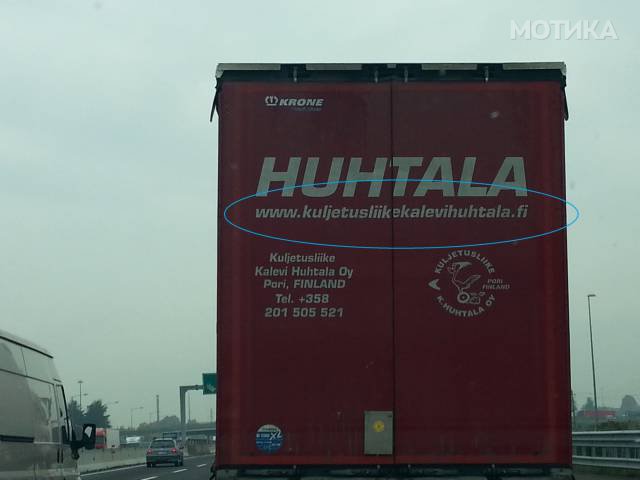 МОТИКА
KRONE
HUHTALA
www.kuljetusliikekalevihuhtala.fi
Kuljetusliike
Kalevi Huhtala Oy
Pori, FINLAND
Tel. +358
201 505 521
KULJETUSLIIKE
PORI
FINLAND
K.HUHTALA OY
XL